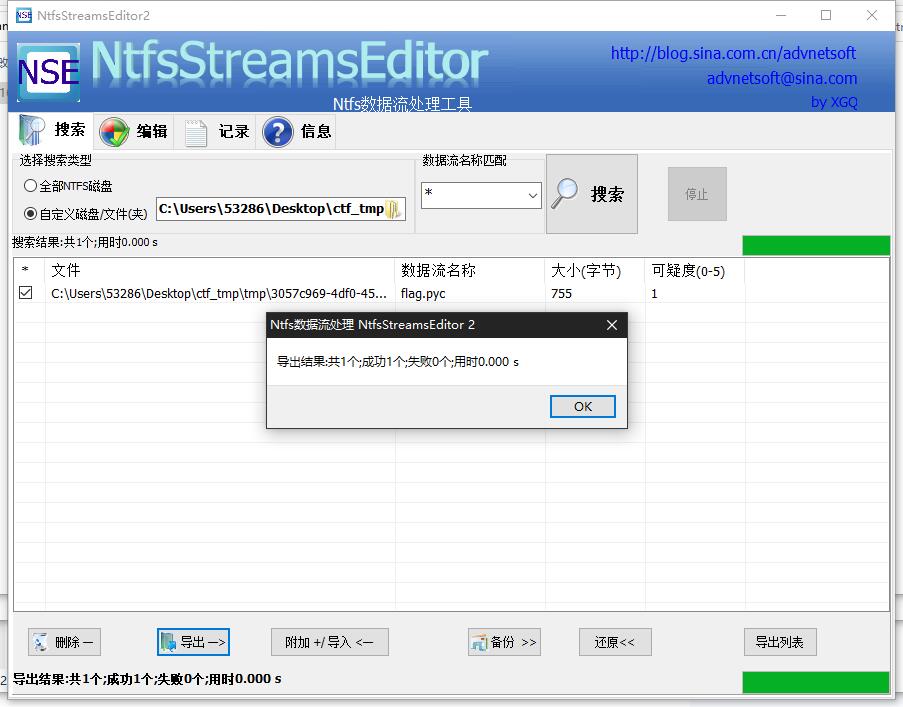 NSE NtfsStreamsEditor2
NSE NtfsStreamsEditor
Ntfs数据流处理工具
http://blog.sina.com.cn/advnetsoft
advnetsoft@sina.com
by XGQ
搜索 编辑 记录 信息
选择搜索类型
全部NTFS磁盘
自定义磁盘/文件(夹) C:\Users\53286\Desktop\ctf_tmp
数据流名称匹配
*
搜索
停止
搜索结果:共1个;用时0.000 s
* 文件 数据流名称 大小(字节) 可疑度(0-5)
C:\Users\53286\Desktop\ctf_tmp\tmp\3057c969-4df0-45... flag.pyc 755 1
Ntfs数据流处理 NtfsStreamsEditor 2
导出结果:共1个;成功1个;失败0个;用时0.000 s
OK
删除 — 导出 —> 附加 +/导入 <— 备份 >> 还原<< 导出列表
导出结果:共1个;成功1个;失败0个;用时0.000 s